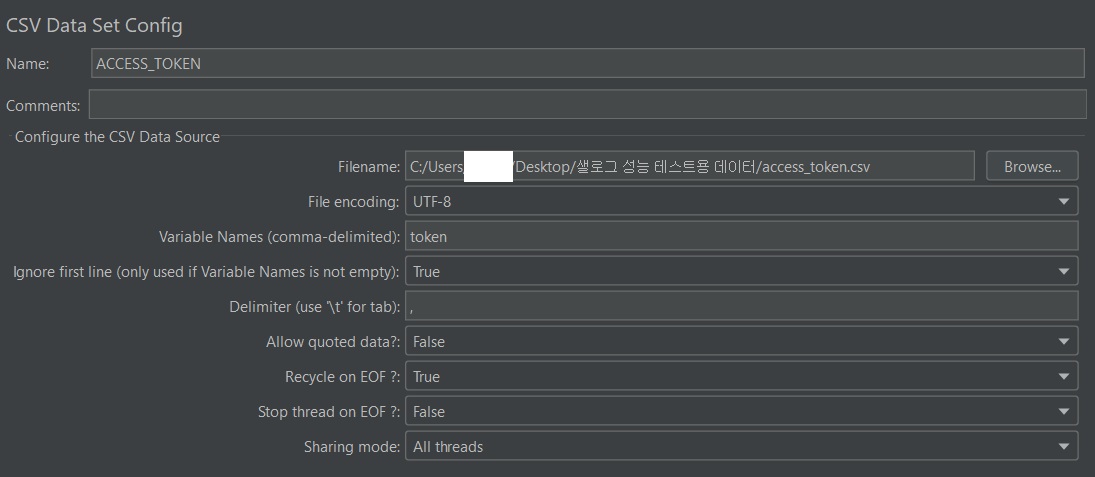 CSV Data Set Config
Name: ACCESS_TOKEN
Comments:
Configure the CSV Data Source
Filename: C:/Users/ /Desktop/샐로그 성능 테스트용 데이터/access_token.csv Browse...
File encoding: UTF-8
Variable Names (comma-delimited): token
Ignore first line (only used if Variable Names is not empty): True
Delimiter (use '\t' for tab): ,
Allow quoted data?: False
Recycle on EOF ?: True
Stop thread on EOF ?: False
Sharing mode: All threads